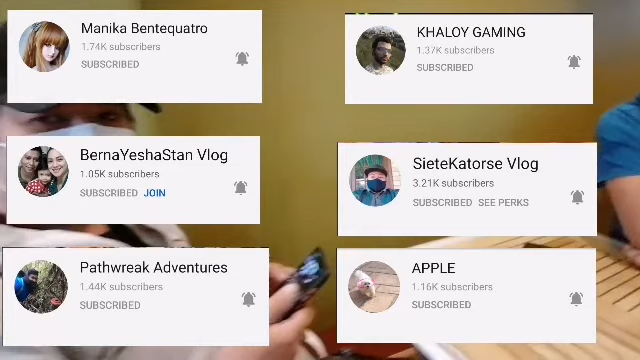 Manika Bentequatro
1.74K subscribers
SUBSCRIBED
KHALOY GAMING
1.37K subscribers
SUBSCRIBED
BernaYeshaStan Vlog
1.05K subscribers
SUBSCRIBED JOIN
SieteKatorse Vlog
3.21K subscribers
SUBSCRIBED SEE PERKS
Pathwreak Adventures
1.44K subscribers
SUBSCRIBED
APPLE
1.16K subscribers
SUBSCRIBED